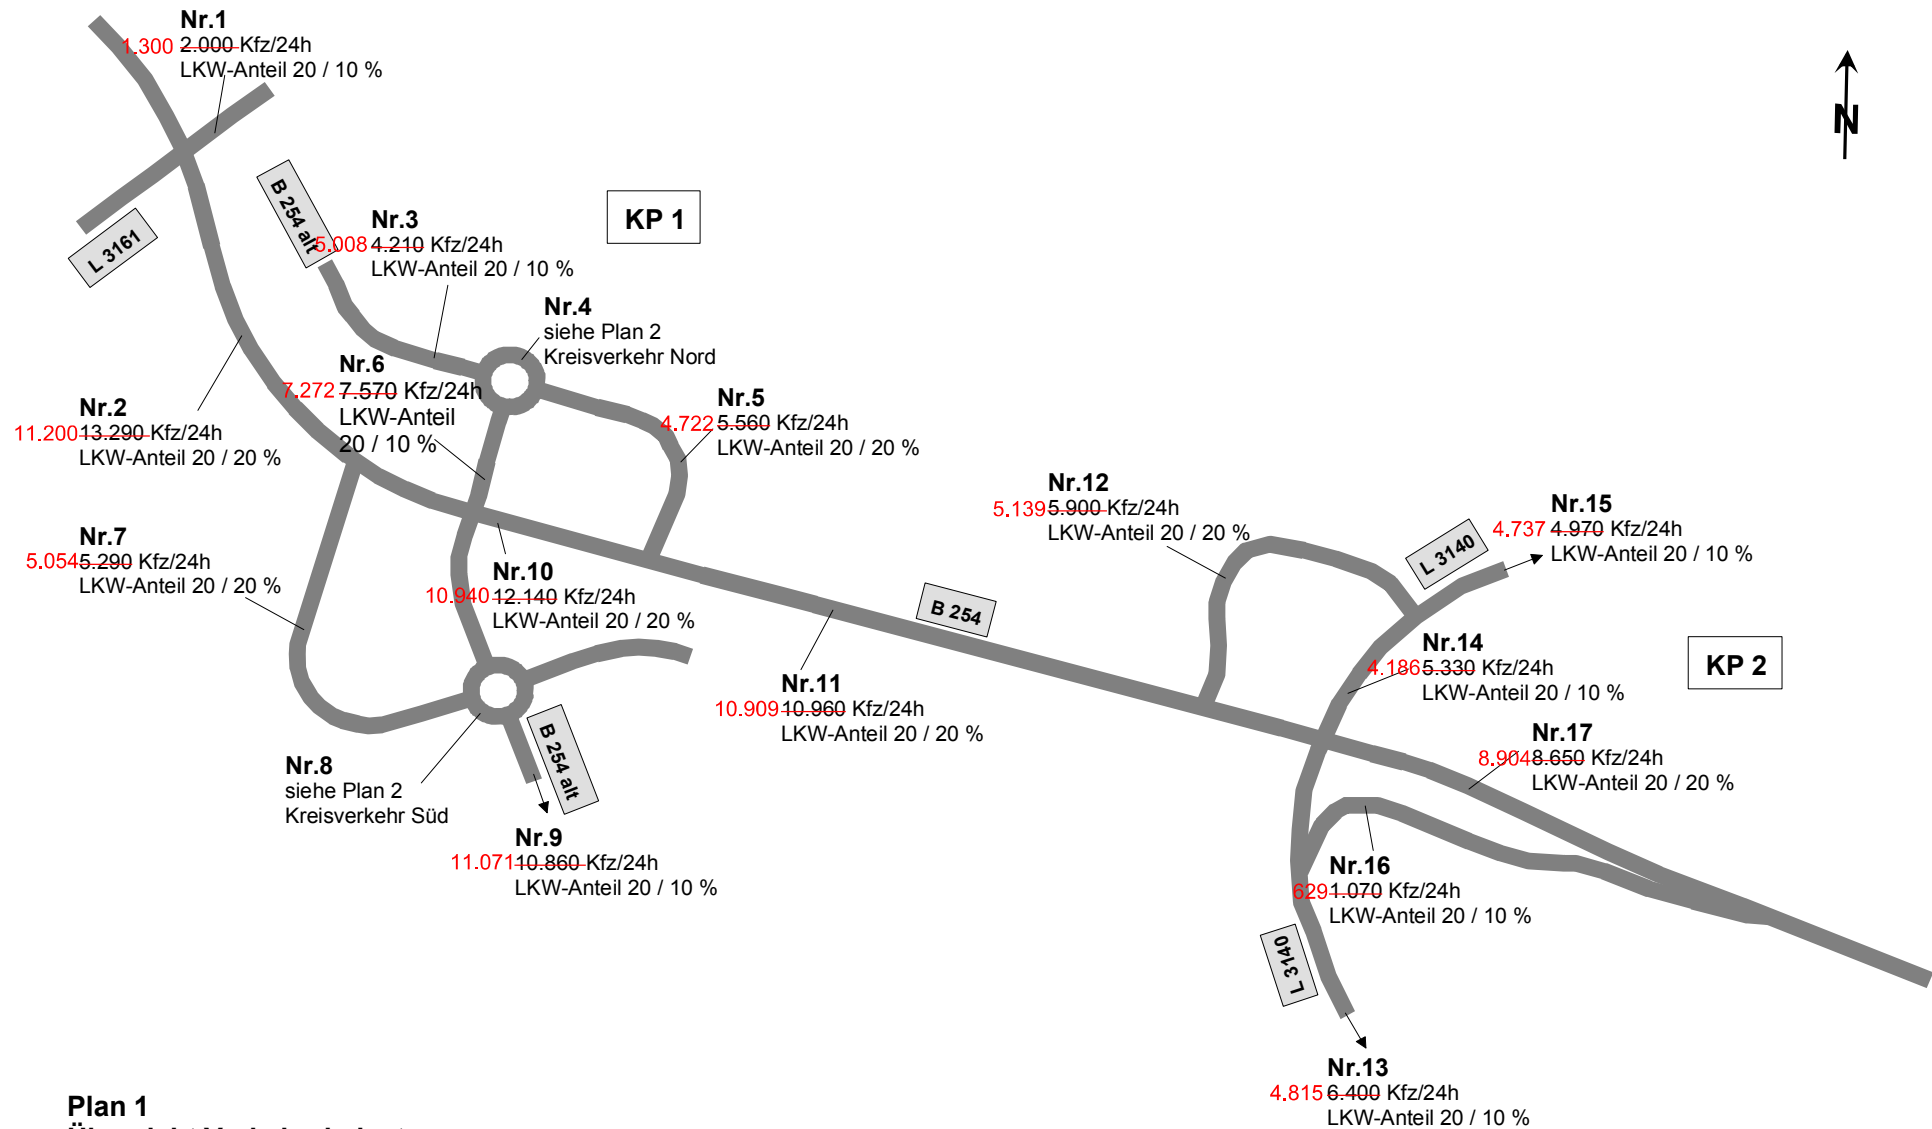 Nr.1
1.300 2.000 Kfz/24h
LKW-Anteil 20 / 10 %
N
L 3161
B 254 alt
Nr.3
5.008 4.210 Kfz/24h
LKW-Anteil 20 / 10 %
KP 1
Nr.4
siehe Plan 2
Kreisverkehr Nord
Nr.6
7.272 7.570 Kfz/24h
LKW-Anteil
20 / 10 %
Nr.2
11.200 13.290 Kfz/24h
LKW-Anteil 20 / 20 %
Nr.5
4.722 5.560 Kfz/24h
LKW-Anteil 20 / 20 %
Nr.12
5.139 5.900 Kfz/24h
LKW-Anteil 20 / 20 %
Nr.15
4.737 4.970 Kfz/24h
LKW-Anteil 20 / 10 %
L 3140
Nr.7
5.054 5.290 Kfz/24h
LKW-Anteil 20 / 20 %
Nr.10
10.940 12.140 Kfz/24h
LKW-Anteil 20 / 20 %
B 254
Nr.14
4.186 5.330 Kfz/24h
LKW-Anteil 20 / 10 %
KP 2
Nr.11
10.909 10.960 Kfz/24h
LKW-Anteil 20 / 20 %
Nr.17
8.904 8.650 Kfz/24h
LKW-Anteil 20 / 20 %
B 254 alt
Nr.8
siehe Plan 2
Kreisverkehr Süd
Nr.9
11.071 10.860 Kfz/24h
LKW-Anteil 20 / 10 %
Nr.16
629 1.070 Kfz/24h
LKW-Anteil 20 / 10 %
L 3140
Nr.13
4.815 6.400 Kfz/24h
LKW-Anteil 20 / 10 %
Plan 1